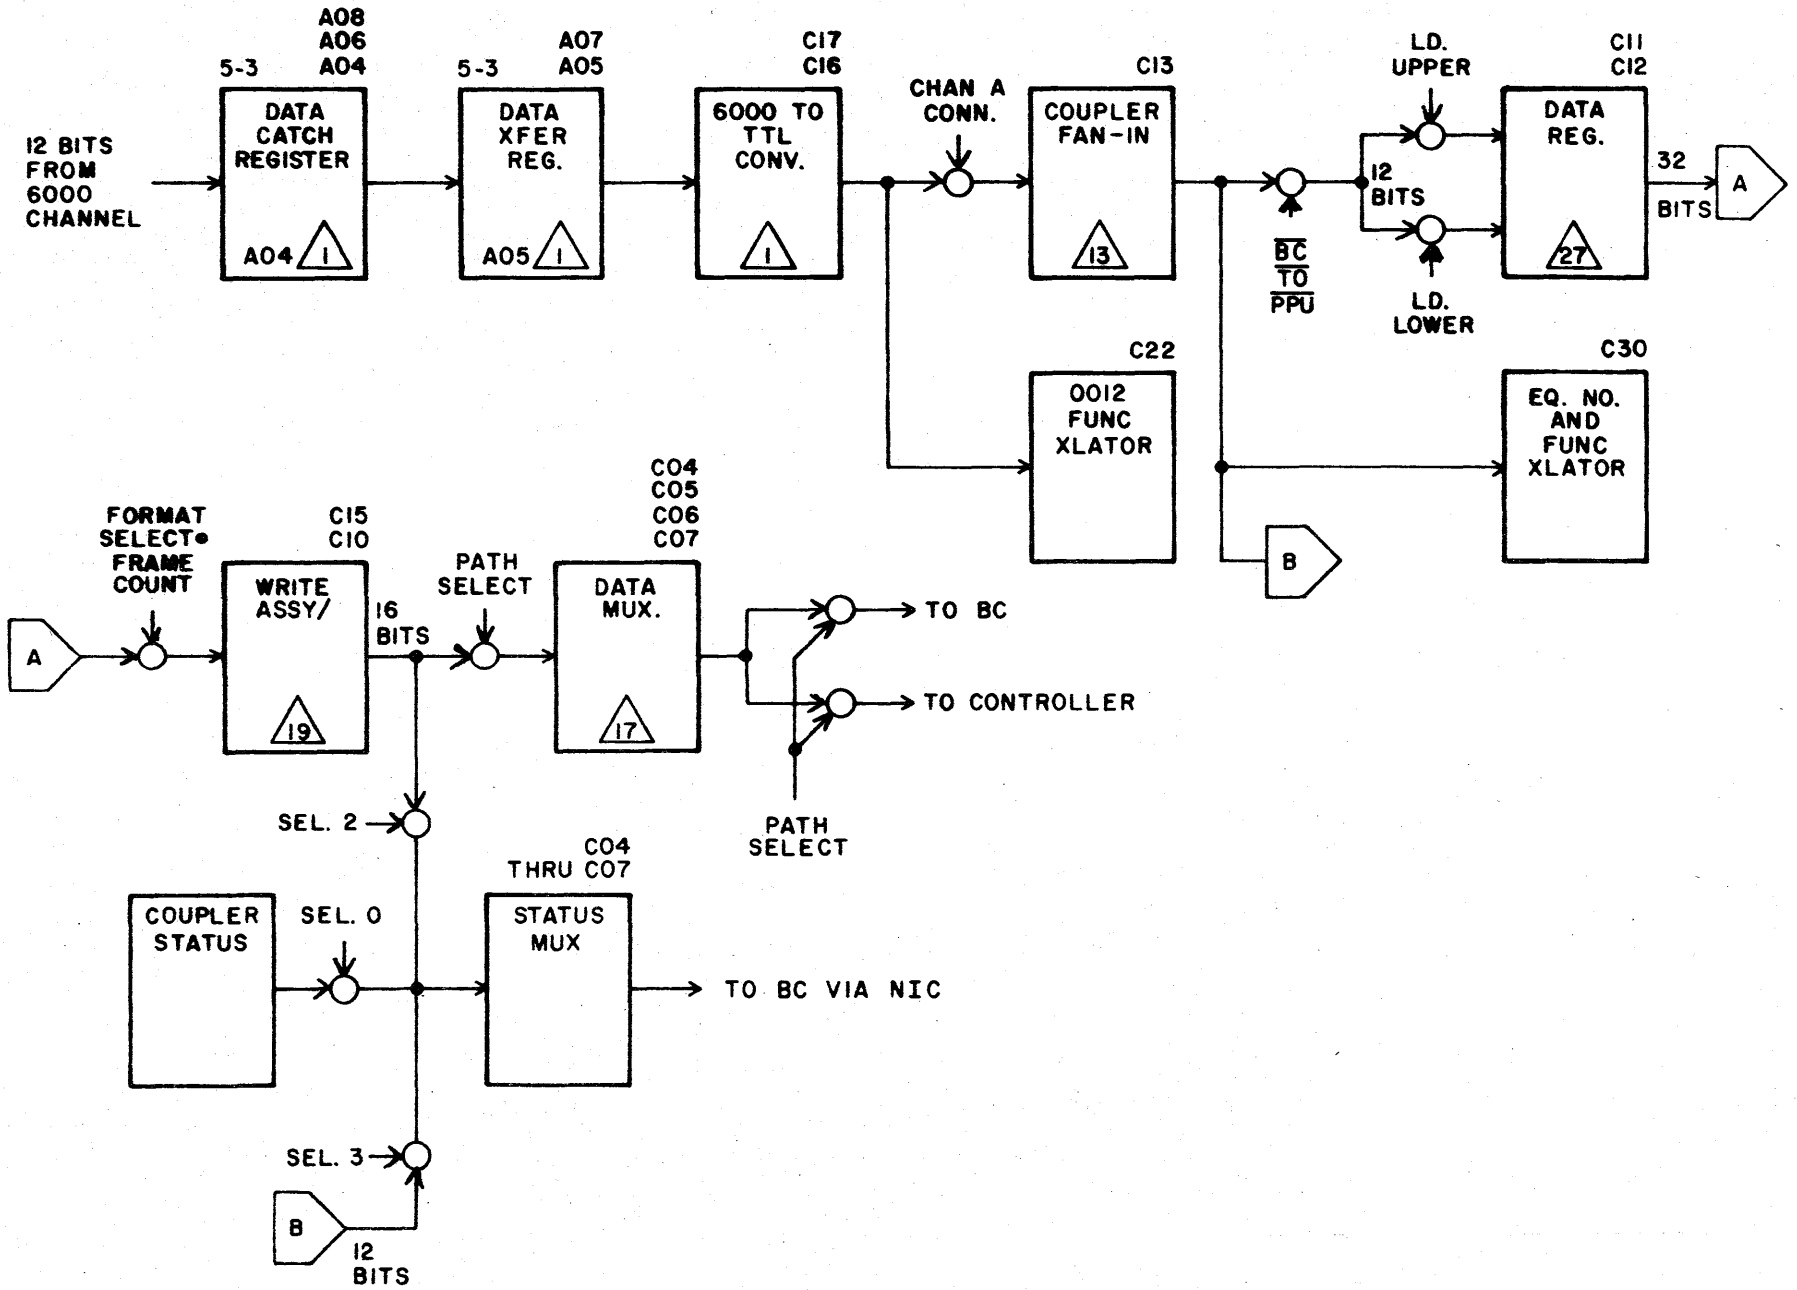 12 BITS
FROM
6000
CHANNEL
5-3
A08
A06
A04
DATA
CATCH
REGISTER
A04
1
5-3
A07
A05
DATA
XFER
REG.
A05
1
C17
C16
6000 TO
TTL
CONV.
1
CHAN A
CONN.
C13
COUPLER
FAN-IN
13
BC
TO
PPU
12
BITS
LD.
UPPER
LD.
LOWER
C11
C12
DATA
REG.
27
32
BITS
A
C22
0012
FUNC
XLATOR
C30
EQ. NO.
AND
FUNC
XLATOR
B
A
FORMAT
SELECT•
FRAME
COUNT
C15
C10
WRITE
ASSY/
19
16
BITS
PATH
SELECT
C04
C05
C06
C07
DATA
MUX.
17
TO BC
TO CONTROLLER
PATH
SELECT
SEL. 2
COUPLER
STATUS
SEL. 0
C04
THRU C07
STATUS
MUX
TO BC VIA NIC
SEL. 3
B
12
BITS